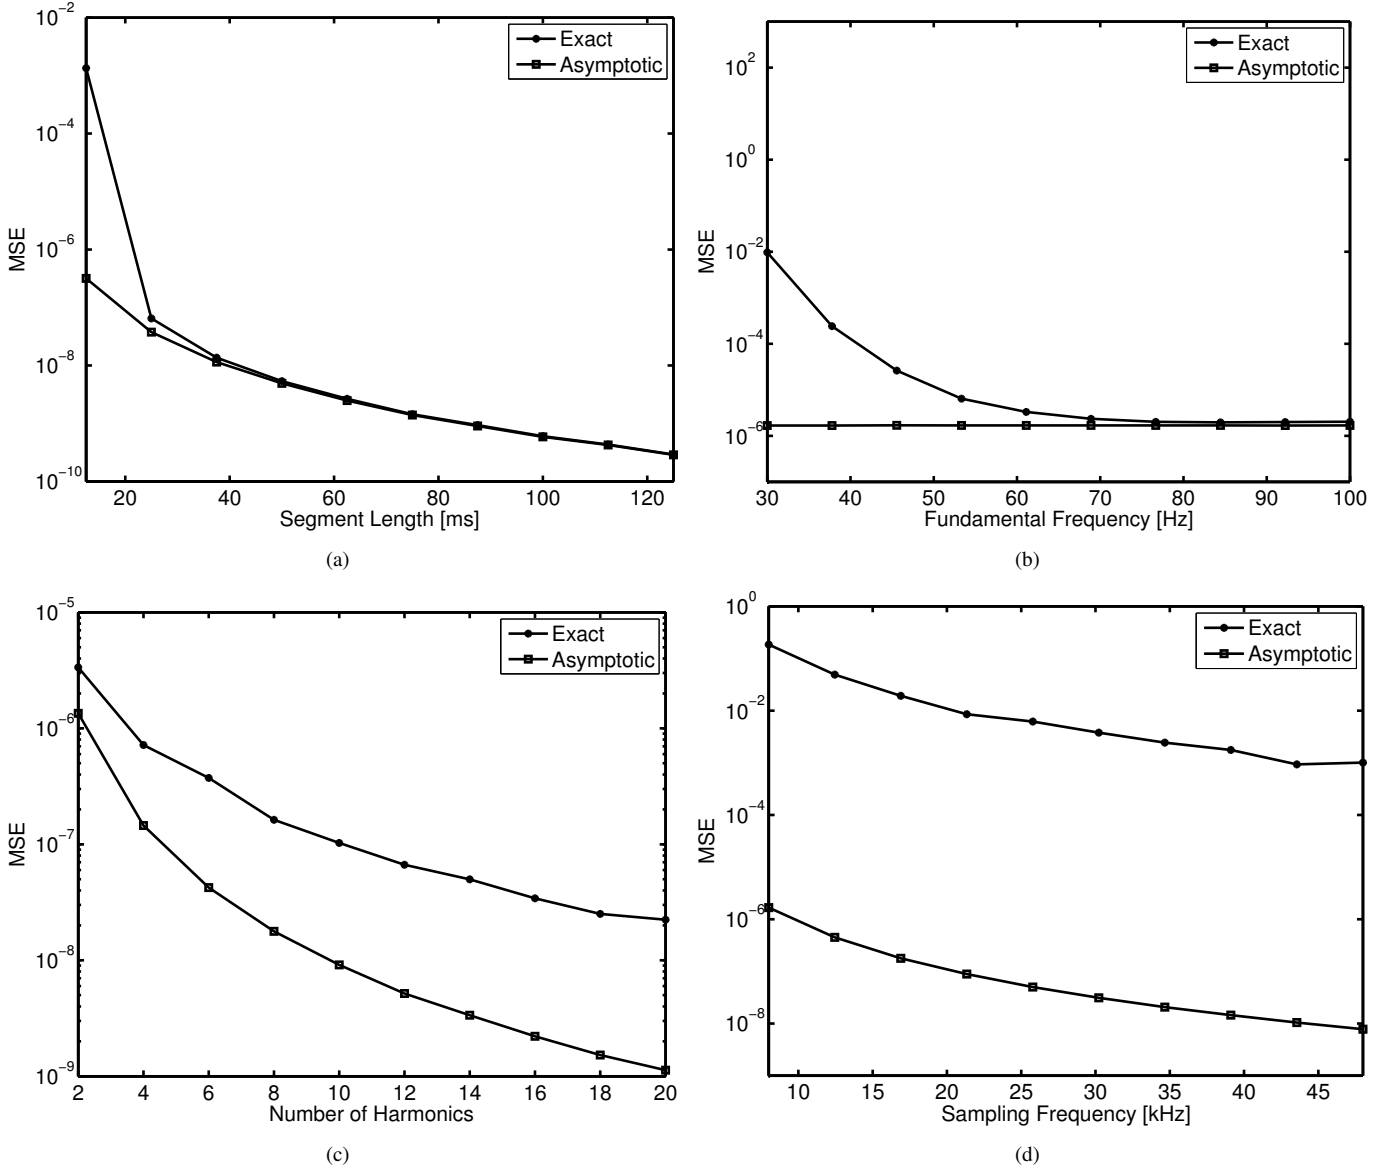 10^−2
10^−4
10^−6
10^−8
10^−10
MSE
Exact
Asymptotic
20 40 60 80 100 120
Segment Length [ms]
(a)
10^2
10^0
10^−2
10^−4
10^−6
MSE
Exact
Asymptotic
30 40 50 60 70 80 90 100
Fundamental Frequency [Hz]
(b)
10^−5
10^−6
10^−7
10^−8
10^−9
MSE
Exact
Asymptotic
2 4 6 8 10 12 14 16 18 20
Number of Harmonics
(c)
10^0
10^−2
10^−4
10^−6
10^−8
MSE
Exact
Asymptotic
10 15 20 25 30 35 40 45
Sampling Frequency [kHz]
(d)